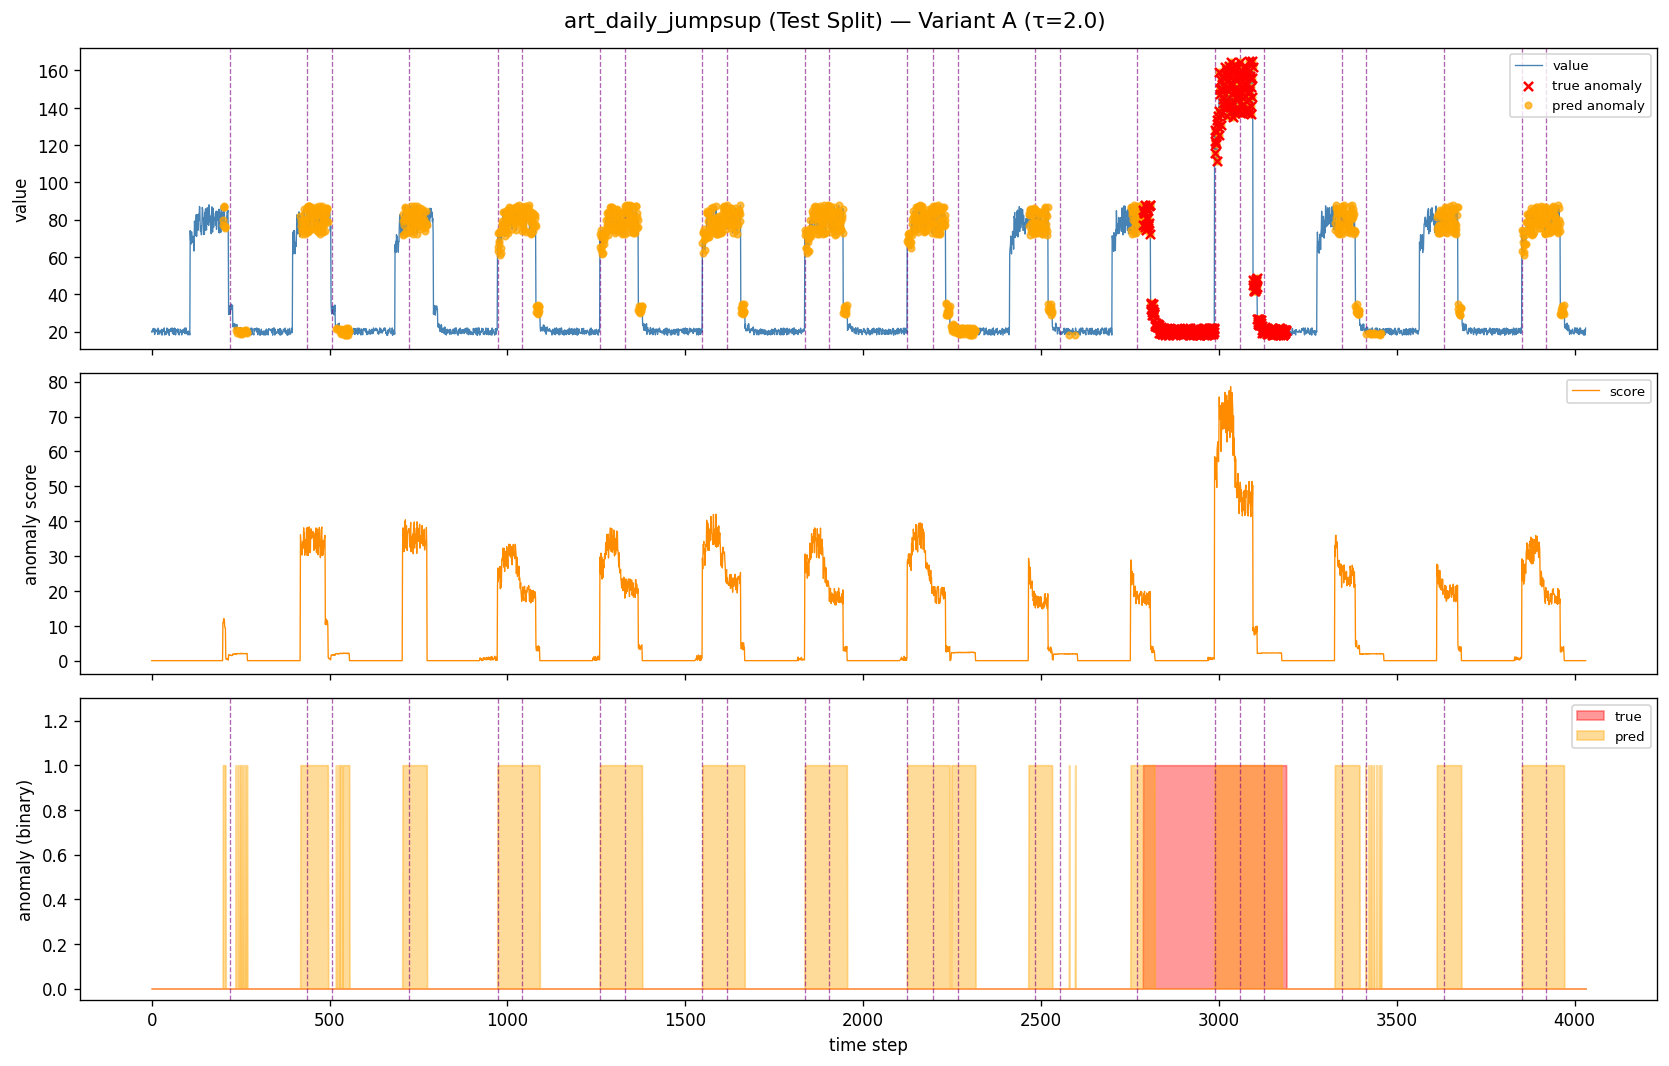 art_daily_jumpsup (Test Split) — Variant A (τ=2.0)
160
140
120
100
80
60
40
20
value
value
true anomaly
pred anomaly
80
70
60
50
40
30
20
10
0
anomaly score
score
1.2
1.0
0.8
0.6
0.4
0.2
0.0
anomaly (binary)
true
pred
0 500 1000 1500 2000 2500 3000 3500 4000
time step